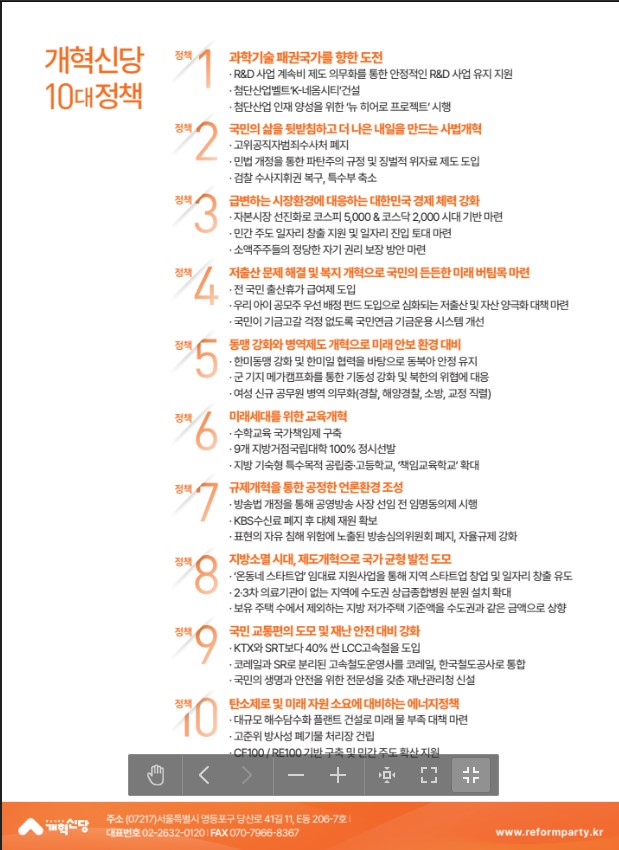 개혁신당
10대정책
정책 1
과학기술 패권국가를 향한 도전
· R&D 사업 계속비 제도 의무화를 통한 안정적인 R&D 사업 유지 지원
· 첨단산업벨트‘K-네옴시티’건설
· 첨단산업 인재 양성을 위한 ‘뉴 히어로 프로젝트’ 시행
정책 2
국민의 삶을 뒷받침하고 더 나은 내일을 만드는 사법개혁
· 고위공직자범죄수사처 폐지
· 민법 개정을 통한 파탄주의 규정 및 징벌적 위자료 제도 도입
· 검찰 수사지휘권 복구, 특수부 축소
정책 3
급변하는 시장환경에 대응하는 대한민국 경제 체력 강화
· 자본시장 선진화로 코스피 5,000 & 코스닥 2,000 시대 기반 마련
· 민간 주도 일자리 창출 지원 및 일자리 진입 토대 마련
· 소액주주들의 정당한 자기 권리 보장 방안 마련
정책 4
저출산 문제 해결 및 복지 개혁으로 국민의 든든한 미래 버팀목 마련
· 전 국민 출산휴가 급여제 도입
· 우리 아이 공모주 우선 배정 펀드 도입으로 심화되는 저출산 및 자산 양극화 대책 마련
· 국민이 기금고갈 걱정 없도록 국민연금 기금운용 시스템 개선
정책 5
동맹 강화와 병역제도 개혁으로 미래 안보 환경 대비
· 한미동맹 강화 및 한미일 협력을 바탕으로 동북아 안정 유지
· 군 기지 메가캠프화를 통한 기동성 강화 및 북한의 위협에 대응
· 여성 신규 공무원 병역 의무화(경찰, 해양경찰, 소방, 교정 직렬)
정책 6
미래세대를 위한 교육개혁
· 수학교육 국가책임제 구축
· 9개 지방거점국립대학 100% 정시선발
· 지방 기숙형 특수목적 공립중·고등학교, ‘책임교육학교’ 확대
정책 7
규제개혁을 통한 공정한 언론환경 조성
· 방송법 개정을 통해 공영방송 사장 선임 전 임명동의제 시행
· KBS수신료 폐지 후 대체 재원 확보
· 표현의 자유 침해 위험에 노출된 방송심의위원회 폐지, 자율규제 강화
정책 8
지방소멸 시대, 제도개혁으로 국가 균형 발전 도모
· ‘온동네 스타트업’ 임대료 지원사업을 통해 지역 스타트업 창업 및 일자리 창출 유도
· 2·3차 의료기관이 없는 지역에 수도권 상급종합병원 분원 설치 확대
· 보유 주택 수에서 제외하는 지방 저가주택 기준액을 수도권과 같은 금액으로 상향
정책 9
국민 교통편의 도모 및 재난 안전 대비 강화
· KTX와 SRT보다 40% 싼 LCC고속철을 도입
· 코레일과 SR로 분리된 고속철도운영사를 코레일, 한국철도공사로 통합
· 국민의 생명과 안전을 위한 전문성을 갖춘 재난관리청 신설
정책 10
탄소제로 및 미래 자원 소요에 대비하는 에너지정책
· 대규모 해수담수화 플랜트 건설로 미래 물 부족 대책 마련
· 고준위 방사성 폐기물 처리장 건립
· CF100 / RE100 기반 구축 및 민간 주도 확산 지원
개혁신당
주소 (07217)서울특별시 영등포구 당산로 41길 11, E동 206-7호 |
대표번호 02-2632-0120 | FAX 070-7966-8367
www.reformparty.kr